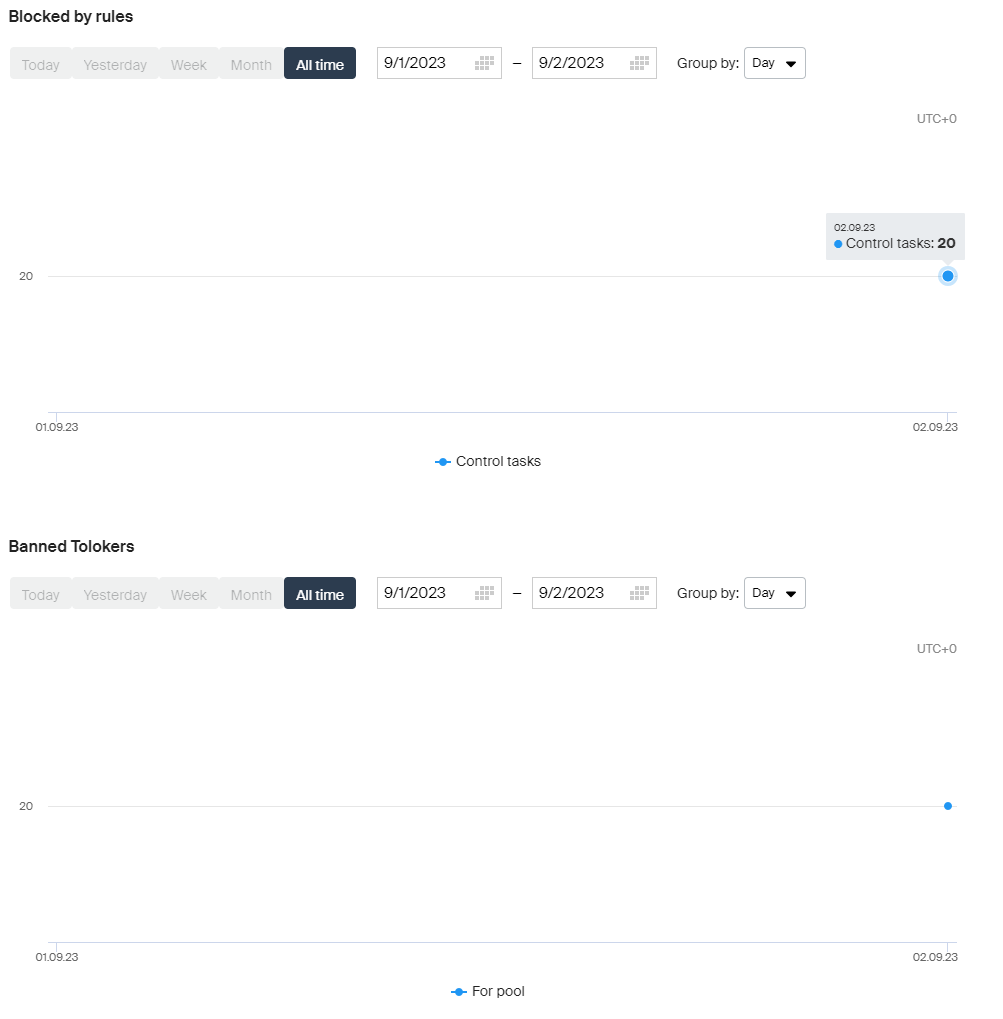 Blocked by rules
Today Yesterday Week Month All time 9/1/2023 – 9/2/2023 Group by: Day
UTC+0
02.09.23
Control tasks: 20
20
01.09.23 02.09.23
Control tasks
Banned Tolokers
Today Yesterday Week Month All time 9/1/2023 – 9/2/2023 Group by: Day
UTC+0
20
01.09.23 02.09.23
For pool